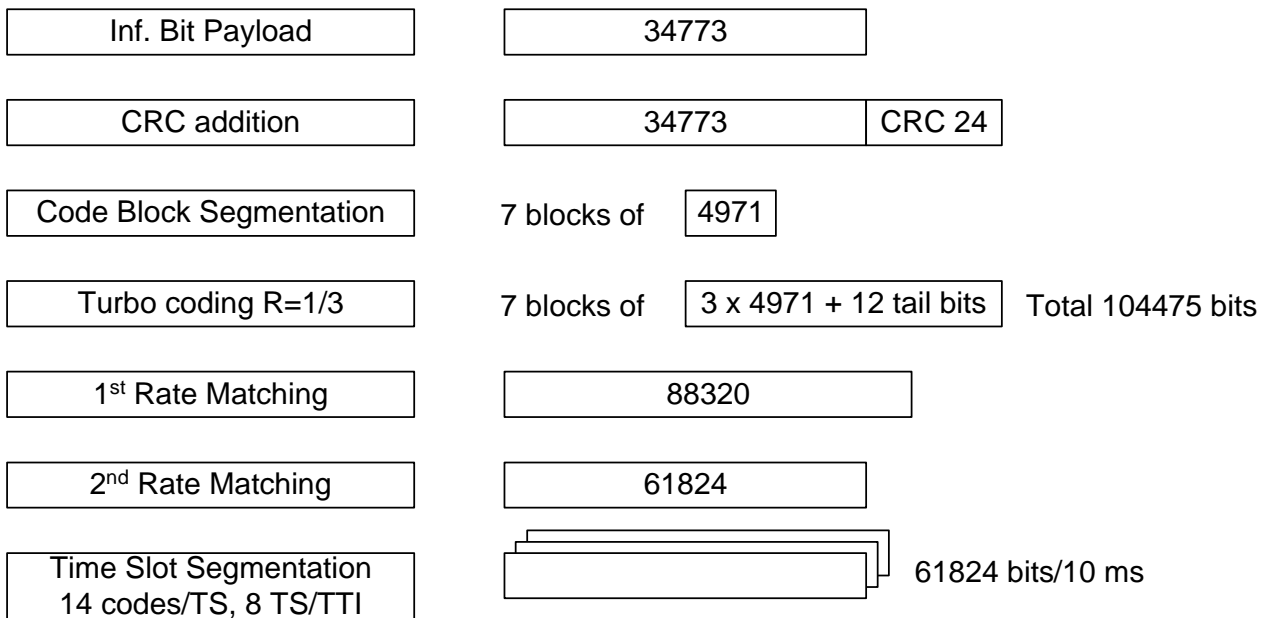 Inf. Bit Payload 34773
CRC addition 34773 CRC 24
Code Block Segmentation 7 blocks of 4971
Turbo coding R=1/3 7 blocks of 3 x 4971 + 12 tail bits Total 104475 bits
1st Rate Matching 88320
2nd Rate Matching 61824
Time Slot Segmentation
14 codes/TS, 8 TS/TTI
61824 bits/10 ms